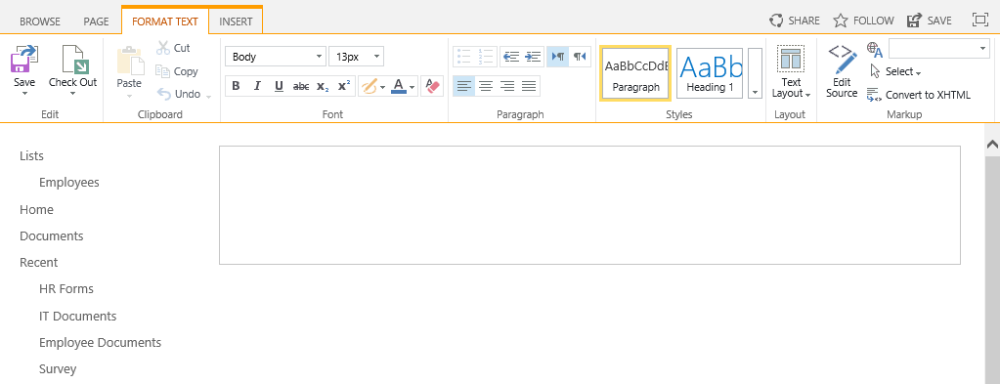 BROWSE PAGE FORMAT TEXT INSERT SHARE FOLLOW SAVE
Save
Check Out
Edit
Paste
Cut
Copy
Undo
Clipboard
Body 13px
B I U abc x₂ x² A
Font
Paragraph
AaBbCcDdE
Paragraph
AaBb
Heading 1
Styles
Text
Layout
Layout
Edit
Source
A
Select
Convert to XHTML
Markup
Lists
Employees
Home
Documents
Recent
HR Forms
IT Documents
Employee Documents
Survey